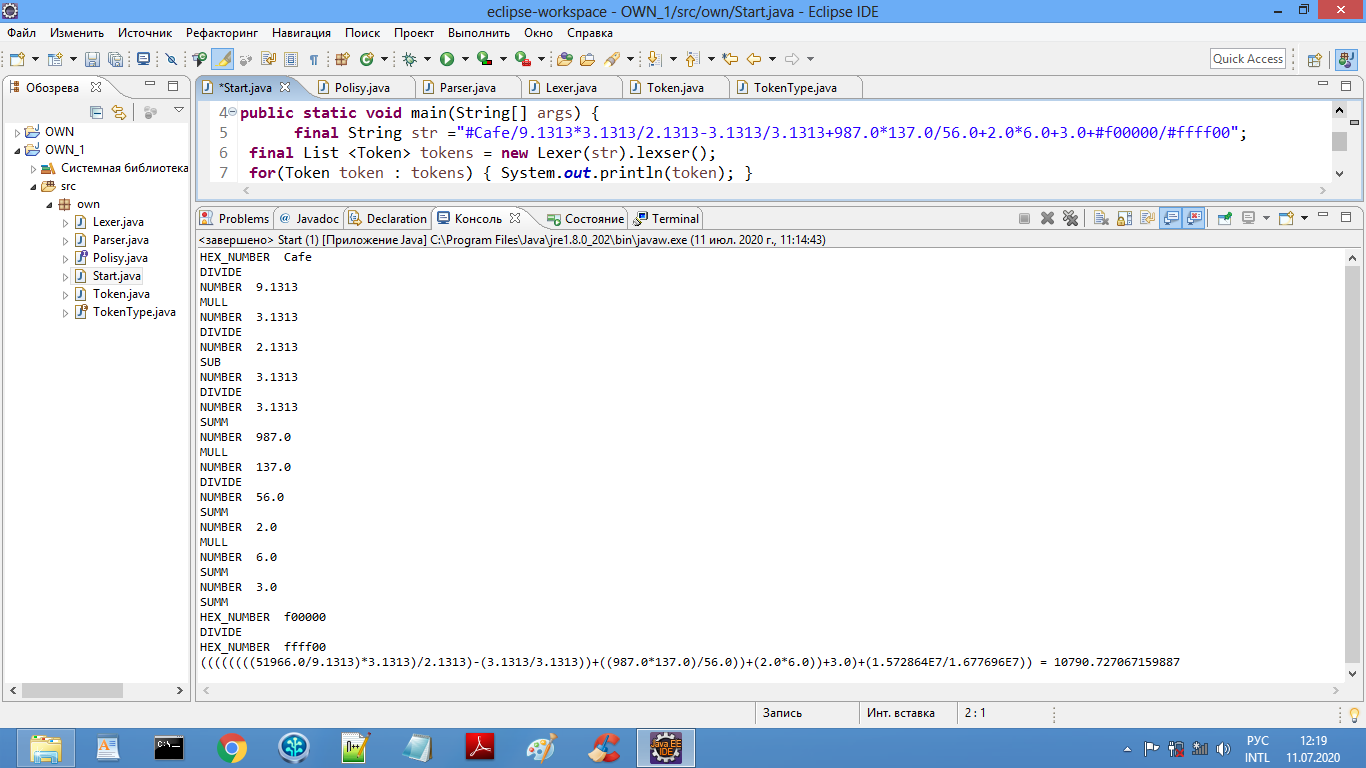 eclipse-workspace - OWN_1/src/own/Start.java - Eclipse IDE
Файл Изменить Источник Рефакторинг Навигация Поиск Проект Выполнить Окно Справка
Quick Access
Обозрева
OWN
OWN_1
Системная библиотека
src
own
Lexer.java
Parser.java
Polisy.java
Start.java
Token.java
TokenType.java
*Start.java Polisy.java Parser.java Lexer.java Token.java TokenType.java
4 public static void main(String[] args) {
5 final String str ="#Cafe/9.1313*3.1313/2.1313-3.1313/3.1313+987.0*137.0/56.0+2.0*6.0+3.0+#f00000/#ffff00";
6 final List <Token> tokens = new Lexer(str).lexser();
7 for(Token token : tokens) { System.out.println(token); }
Problems Javadoc Declaration Консоль Состояние Terminal
<завершено> Start (1) [Приложение Java] C:\Program Files\Java\jre1.8.0_202\bin\javaw.exe (11 июл. 2020 г., 11:14:43)
HEX_NUMBER Cafe
DIVIDE
NUMBER 9.1313
MULL
NUMBER 3.1313
DIVIDE
NUMBER 2.1313
SUB
NUMBER 3.1313
DIVIDE
NUMBER 3.1313
SUMM
NUMBER 987.0
MULL
NUMBER 137.0
DIVIDE
NUMBER 56.0
SUMM
NUMBER 2.0
MULL
NUMBER 6.0
SUMM
NUMBER 3.0
SUMM
HEX_NUMBER f00000
DIVIDE
HEX_NUMBER ffff00
((((((((51966.0/9.1313)*3.1313)/2.1313)-(3.1313/3.1313))+((987.0*137.0)/56.0))+(2.0*6.0))+3.0)+(1.572864E7/1.677696E7)) = 10790.727067159887
Запись Инт. вставка 2 : 1
Java EE
IDE
РУС
INTL
12:19
11.07.2020